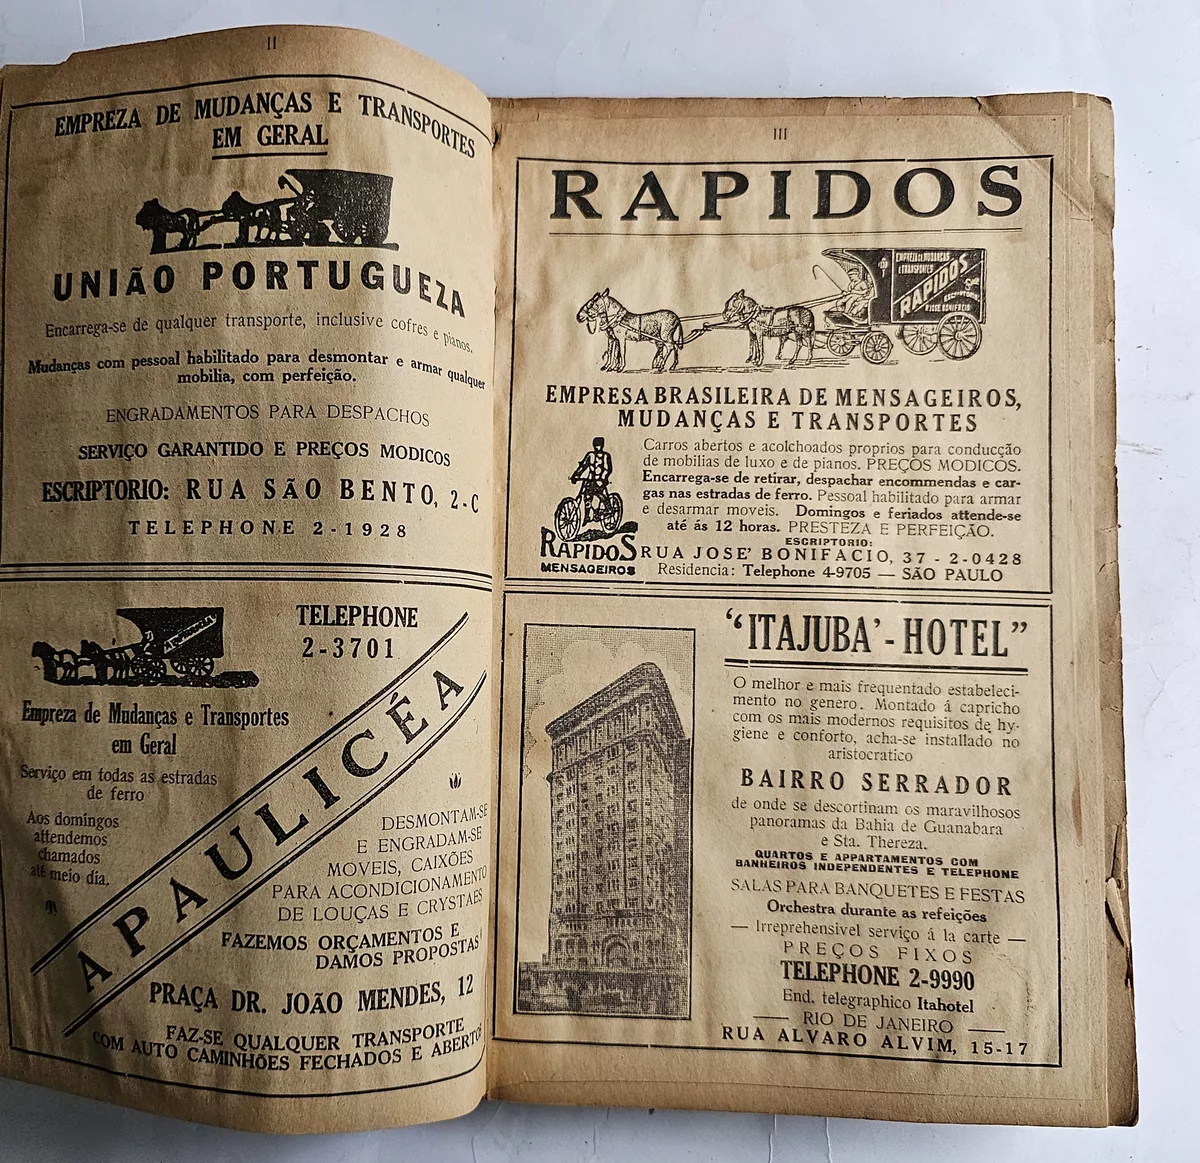 II
EMPREZA DE MUDANÇAS E TRANSPORTES
EM GERAL
UNIÃO PORTUGUEZA
Encarrega-se de qualquer transporte, inclusive cofres e pianos.
Mudanças com pessoal habilitado para desmontar e armar qualquer
mobilia, com perfeição.
ENGRADAMENTOS PARA DESPACHOS
SERVIÇO GARANTIDO E PREÇOS MODICOS
ESCRIPTORIO: RUA SÃO BENTO, 2-C
TELEPHONE 2-1928
A PAULICÉA
TELEPHONE
2-3701
Empreza de Mudanças e Transportes
em Geral
Serviço em todas as estradas
de ferro
Aos domingos
attendemos
chamados
até meio dia.
A PAULICÉA
DESMONTAM-SE
E ENGRADAM-SE
MOVEIS, CAIXÕES
PARA ACONDICIONAMENTO
DE LOUÇAS E CRYSTAES
FAZEMOS ORÇAMENTOS E
DAMOS PROPOSTAS
PRAÇA DR. JOÃO MENDES, 12
FAZ-SE QUALQUER TRANSPORTE
COM AUTO CAMINHÕES FECHADOS E ABERTOS
III
RAPIDOS
EMPREZA DE MUDANÇAS
E TRANSPORTES
RAPIDOS
ESCRIPTORIO
R. JOSÉ BONIFACIO
EMPRESA BRASILEIRA DE MENSAGEIROS,
MUDANÇAS E TRANSPORTES
Carros abertos e acolchoados proprios para conducção
de mobilias de luxo e de pianos. PREÇOS MODICOS.
Encarrega-se de retirar, despachar encommendas e car-
gas nas estradas de ferro. Pessoal habilitado para armar
e desarmar moveis. Domingos e feriados attende-se
até ás 12 horas. PRESTEZA E PERFEIÇÃO.
ESCRIPTORIO:
RAPIDOS
MENSAGEIROS
RUA JOSE' BONIFACIO, 37 - 2-0428
Residencia: Telephone 4-9705 — SÃO PAULO
"ITAJUBA' - HOTEL"
O melhor e mais frequentado estabeleci-
mento no genero. Montado á capricho
com os mais modernos requisitos de hy-
giene e conforto, acha-se installado no
aristocratico
BAIRRO SERRADOR
de onde se descortinam os maravilhosos
panoramas da Bahia de Guanabara
e Sta. Thereza.
QUARTOS E APPARTAMENTOS COM
BANHEIROS INDEPENDENTES E TELEPHONE
SALAS PARA BANQUETES E FESTAS
Orchestra durante as refeições
— Irreprehensivel serviço á la carte —
PREÇOS FIXOS
TELEPHONE 2-9990
End. telegraphico Itahotel
— RIO DE JANEIRO —
RUA ALVARO ALVIM, 15-17